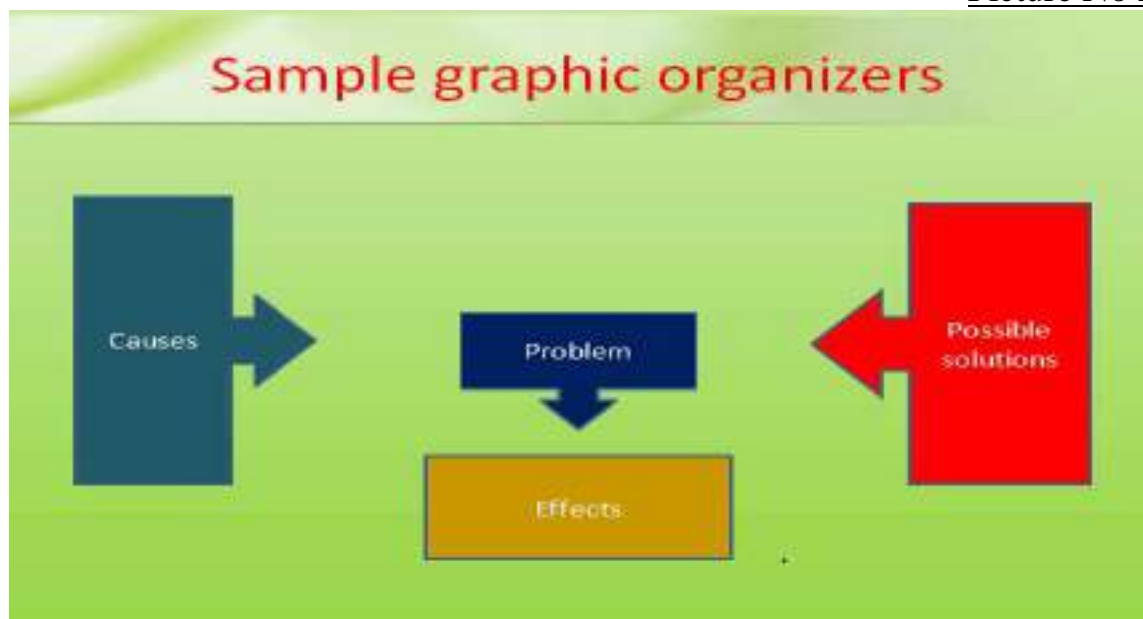 Sample graphic organizers
Causes
Problem
Possible
solutions
Effects